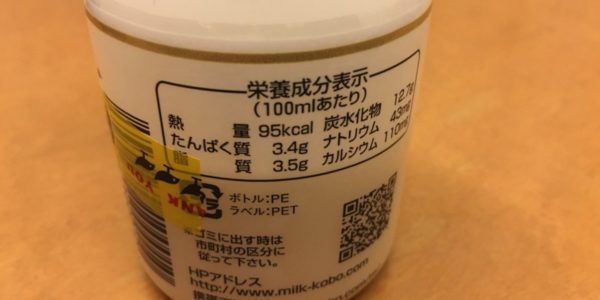 栄養成分表示
(100mlあたり)
熱量 95kcal 炭水化物 12.7g
たんぱく質 3.4g ナトリウム 43mg
脂質 3.5g カルシウム 110mg
ボトル:PE
ラベル:PET
ゴミに出す時は
市町村の区分に
従って下さい。
HPアドレス
http://www.milk-kobo.com